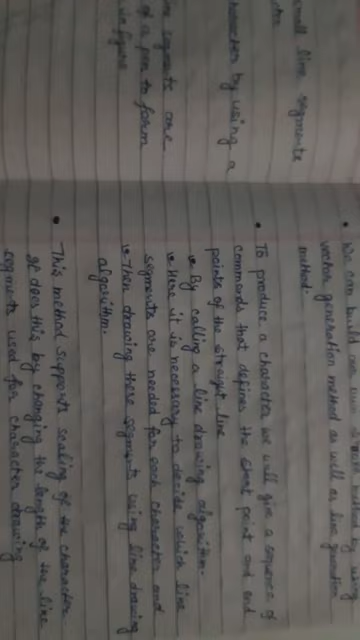 small line segments
character by using a
line segments are
of a pen to form
• We can build our own stroke method by using
vector generation method as well as line generation
method.
• To produce a character we will give a sequence of
commands that defines the start point and end
points of the straight line
↳ By calling a line drawing algorithm.
↳ Here it is necessary to decide which line
segments are needed for each character and
↳ Then drawing these segments using line drawing
algorithm.
• This method supports scaling of the character
It does this by changing the length of the line
segments used for character drawing